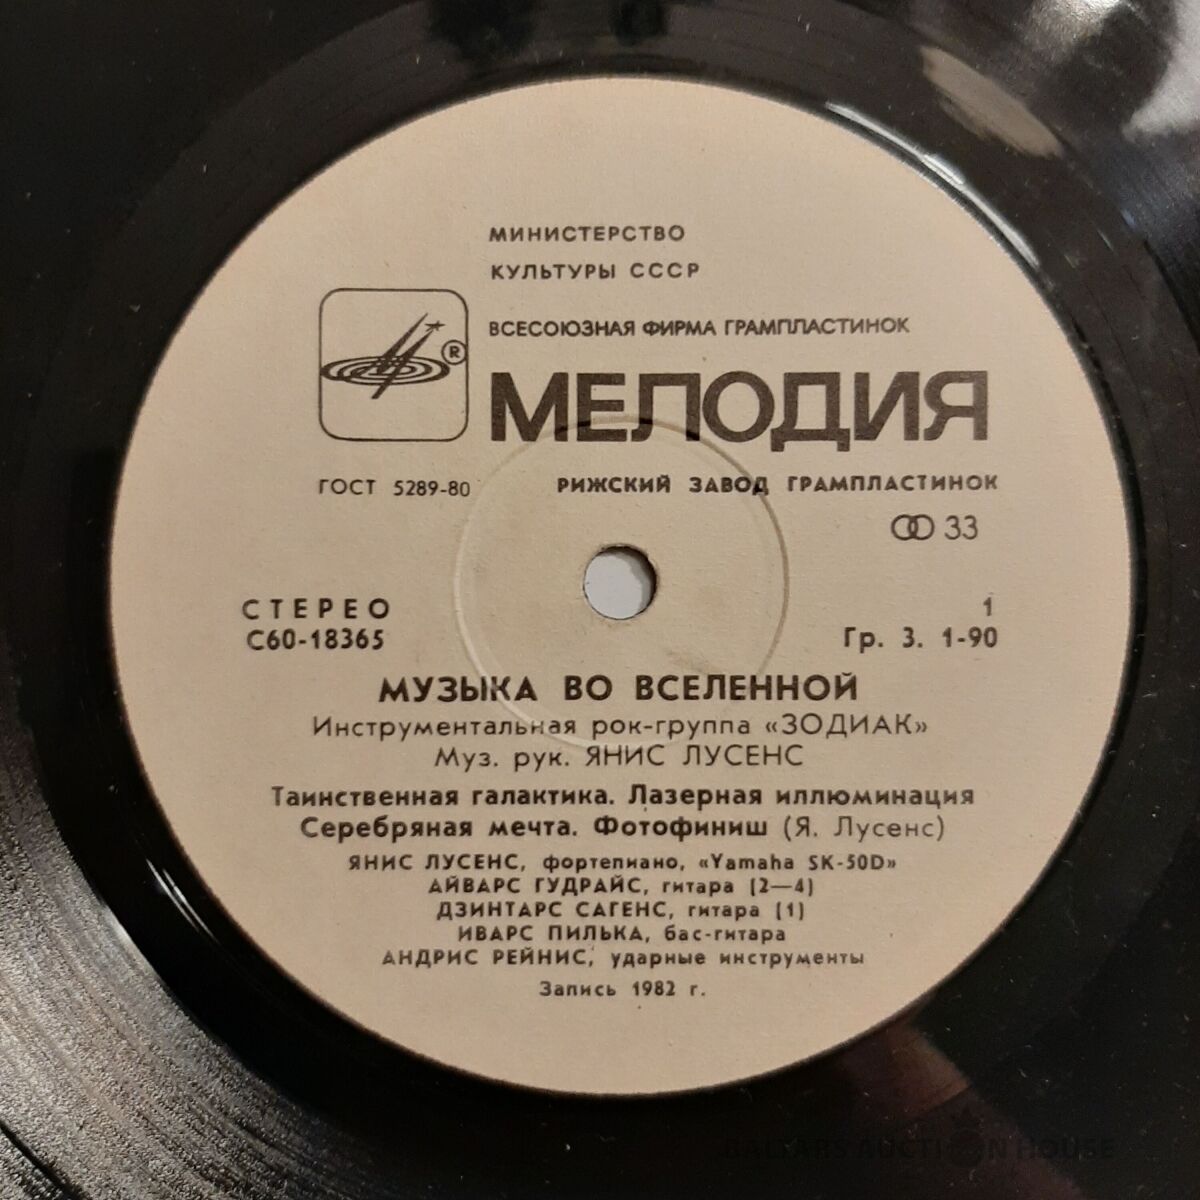 МИНИСТЕРСТВО
КУЛЬТУРЫ СССР
ВСЕСОЮЗНАЯ ФИРМА ГРАМПЛАСТИНОК
®
МЕЛОДИЯ
ГОСТ 5289-80
РИЖСКИЙ ЗАВОД ГРАМПЛАСТИНОК
33
СТЕРЕО
1
С60-18365
Гр. 3. 1-90
МУЗЫКА ВО ВСЕЛЕННОЙ
Инструментальная рок-группа «ЗОДИАК»
Муз. рук. ЯНИС ЛУСЕНС
Таинственная галактика. Лазерная иллюминация
Серебряная мечта. Фотофиниш (Я. Лусенс)
ЯНИС ЛУСЕНС, фортепиано, «Yamaha SK-50D»
АЙВАРС ГУДРАЙС, гитара (2—4)
ДЗИНТАРС САГЕНС, гитара (1)
ИВАРС ПИЛЬКА, бас-гитара
АНДРИС РЕЙНИС, ударные инструменты
Запись 1982 г.
BALTARS AUCTION HOUSE